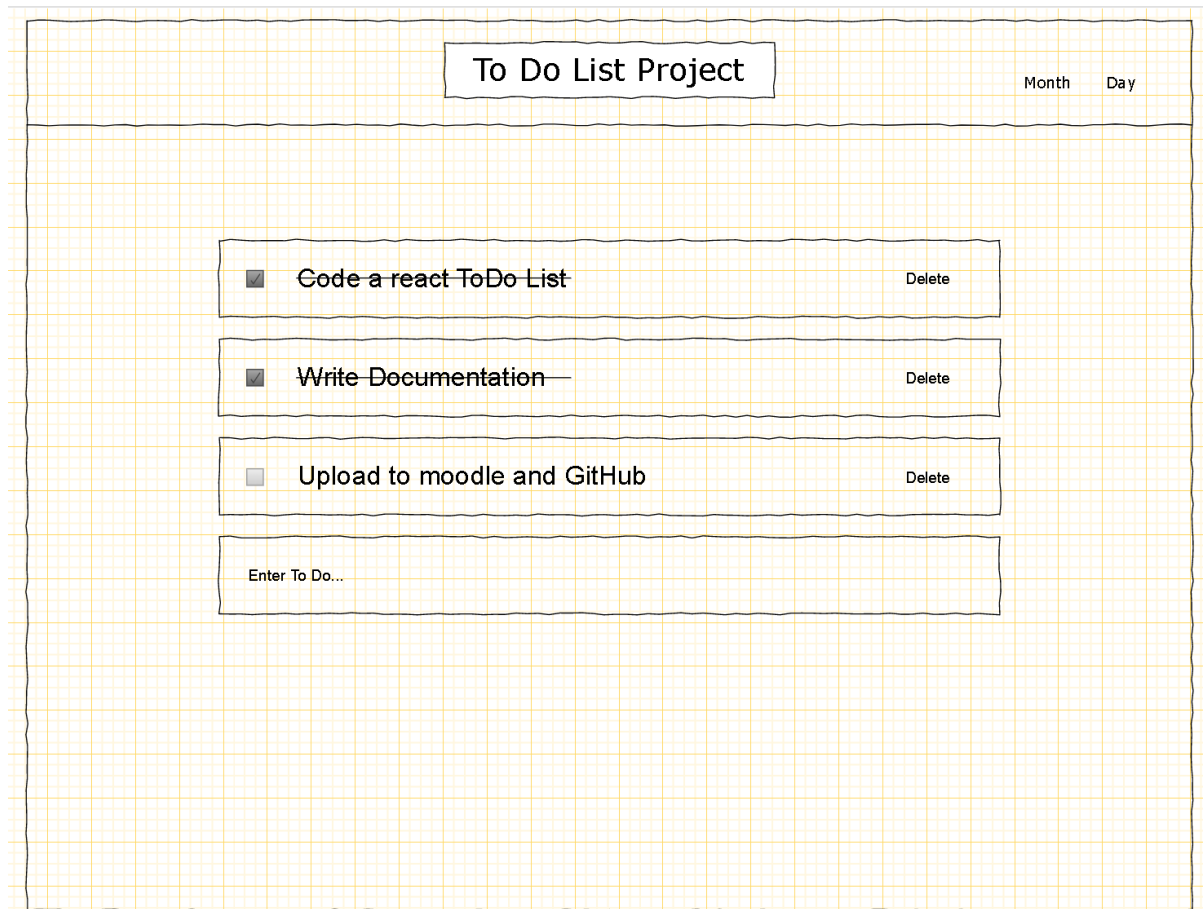 To Do List Project
Month Day
Code a react ToDo List
Delete
Write Documentation
Delete
Upload to moodle and GitHub
Delete
Enter To Do...